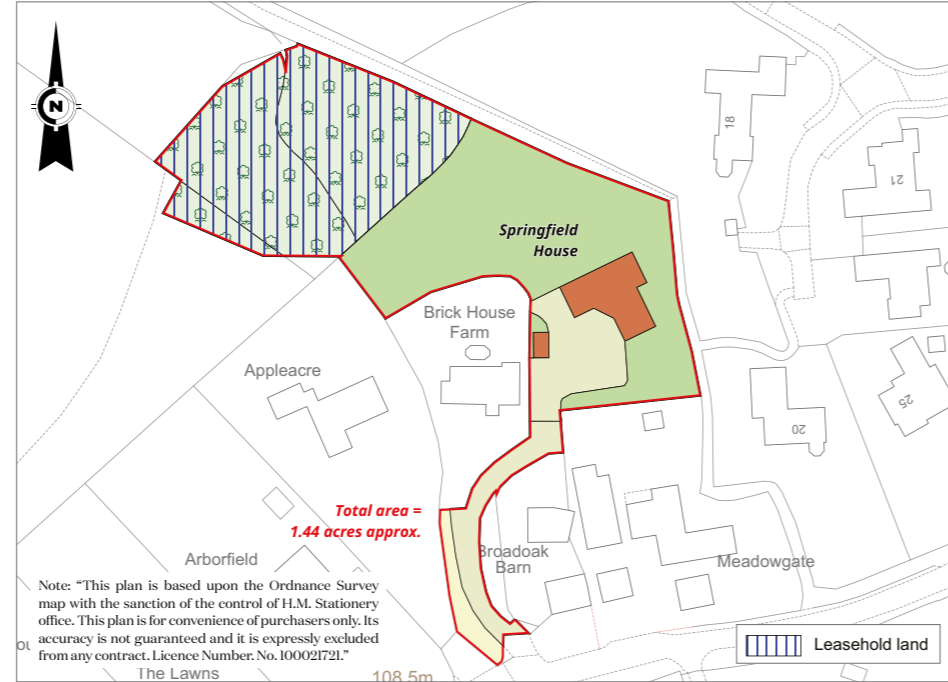 N
18
21
Springfield
House
Brick House
Farm
Appleacre
25
20
Total area =
1.44 acres approx.
Arborfield
Broadoak
Barn
Meadowgate
Note: “This plan is based upon the Ordnance Survey
map with the sanction of the control of H.M. Stationery
office. This plan is for convenience of purchasers only. Its
accuracy is not guaranteed and it is expressly excluded
from any contract. Licence Number. No. 100021721.”
Leasehold land
The Lawns
108.5m